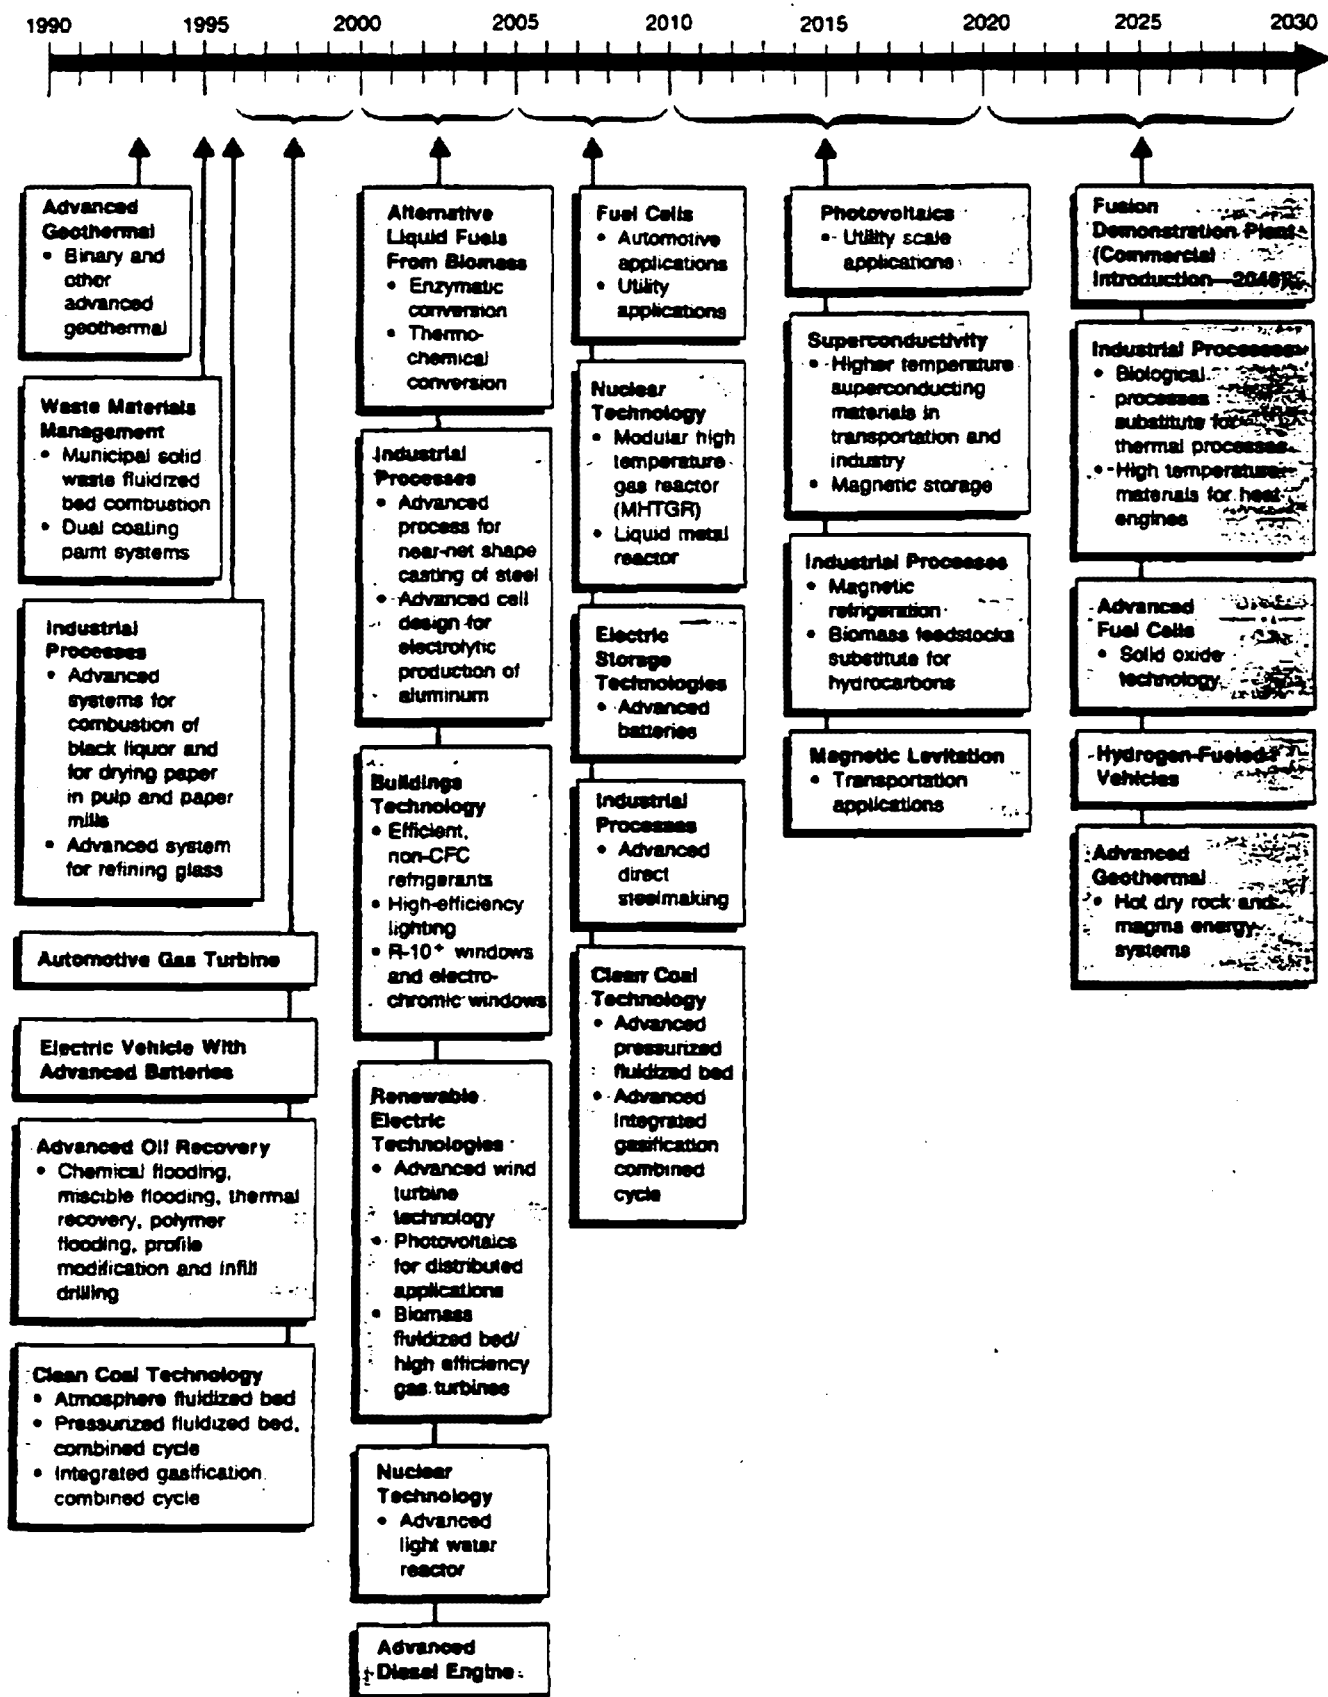 1990 1995 2000 2005 2010 2015 2020 2025 2030
Advanced
Geothermal
• Binary and
other
advanced
geothermal
Waste Materials
Management
• Municipal solid
waste fluidized
bed combustion
• Dual coating
paint systems
Industrial
Processes
• Advanced
systems for
combustion of
black liquor and
for drying paper
in pulp and paper
mills
• Advanced system
for refining glass
Automotive Gas Turbine
Electric Vehicle With
Advanced Batteries
Advanced Oil Recovery
• Chemical flooding,
miscible flooding, thermal
recovery, polymer
flooding, profile
modification and infill
drilling
Clean Coal Technology
• Atmosphere fluidized bed
• Pressurized fluidized bed,
combined cycle
• Integrated gasification
combined cycle
Alternative
Liquid Fuels
From Biomass
• Enzymatic
conversion
• Thermo-
chemical
conversion
Industrial
Processes
• Advanced
process for
near-net shape
casting of steel
• Advanced cell
design for
electrolytic
production of
aluminum
Buildings
Technology
• Efficient,
non-CFC
refrigerants
• High-efficiency
lighting
• R-10+ windows
and electro-
chromic windows
Renewable
Electric
Technologies
• Advanced wind
turbine
technology
• Photovoltaics
for distributed
applications
• Biomass
fluidized bed/
high efficiency
gas turbines
Nuclear
Technology
• Advanced
light water
reactor
Advanced
Diesel Engine
Fuel Cells
• Automotive
applications
• Utility
applications
Nuclear
Technology
• Modular high
temperature
gas reactor
(MHTGR)
• Liquid metal
reactor
Electric
Storage
Technologies
• Advanced
batteries
Industrial
Processes
• Advanced
direct
steelmaking
Clean Coal
Technology
• Advanced
pressurized
fluidized bed
• Advanced
integrated
gasification
combined
cycle
Photovoltaics
• Utility scale
applications
Superconductivity
• Higher temperature
superconducting
materials in
transportation and
industry
• Magnetic storage
Industrial Processes
• Magnetic
refrigeration
• Biomass feedstocks
substitute for
hydrocarbons
Magnetic Levitation
• Transportation
applications
Fusion
Demonstration Plant
(Commercial
Introduction—2040)
Industrial Processes
• Biological
processes
substitute for
thermal processes
• High temperature
materials for heat
engines
Advanced
Fuel Cells
• Solid oxide
technology
Hydrogen-Fueled
Vehicles
Advanced
Geothermal
• Hot dry rock and
magma energy
systems